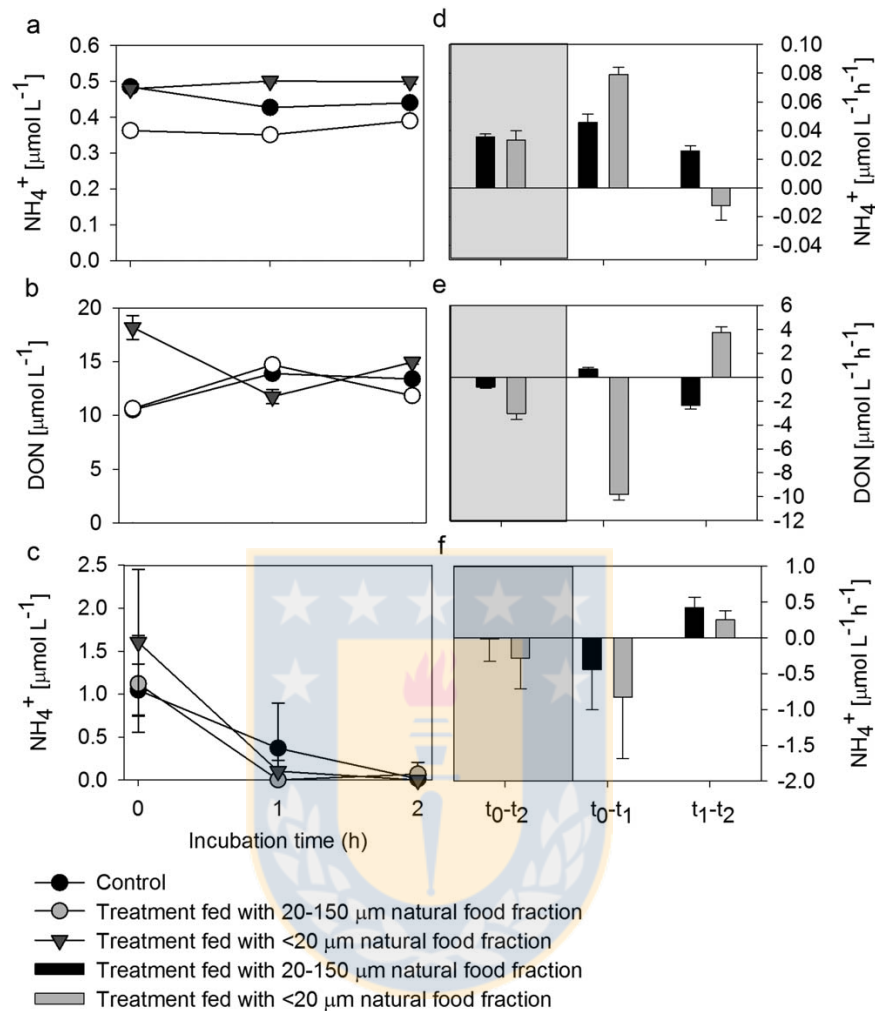 a
0.6
0.5
0.4
0.3
0.2
0.1
0.0
NH₄⁺ [µmol L⁻¹]
d
0.10
0.08
0.06
0.04
0.02
0.00
-0.02
-0.04
NH₄⁺ [µmol L⁻¹h⁻¹]
b
20
15
10
5
0
DON [µmol L⁻¹]
e
6
4
2
0
-2
-4
-6
-8
-10
-12
DON [µmol L⁻¹h⁻¹]
c
2.5
2.0
1.5
1.0
0.5
0.0
NH₄⁺ [µmol L⁻¹]
0 1 2
Incubation time (h)
f
1.0
0.5
0.0
-0.5
-1.0
-1.5
-2.0
NH₄⁺ [µmol L⁻¹h⁻¹]
t₀-t₂ t₀-t₁ t₁-t₂
Control
Treatment fed with 20-150 µm natural food fraction
Treatment fed with <20 µm natural food fraction
Treatment fed with 20-150 µm natural food fraction
Treatment fed with <20 µm natural food fraction